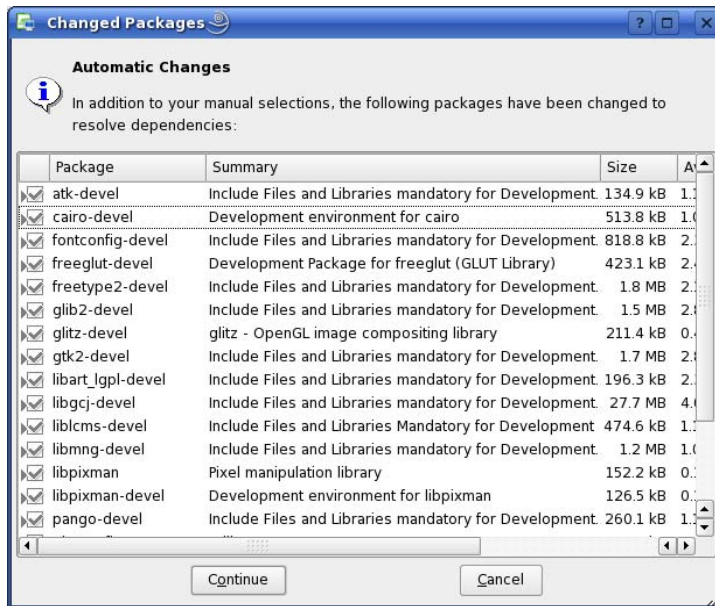 Changed Packages
Automatic Changes
In addition to your manual selections, the following packages have been changed to
resolve dependencies:
Package Summary Size
atk-devel Include Files and Libraries mandatory for Development. 134.9 kB
cairo-devel Development environment for cairo 513.8 kB
fontconfig-devel Include Files and Libraries mandatory for Development. 818.8 kB
freeglut-devel Development Package for freeglut (GLUT Library) 423.1 kB
freetype2-devel Include Files and Libraries mandatory for Development. 1.8 MB
glib2-devel Include Files and Libraries mandatory for Development. 1.5 MB
glitz-devel glitz - OpenGL image compositing library 211.4 kB
gtk2-devel Include Files and Libraries mandatory for Development. 1.7 MB
libart_lgpl-devel Include Files and Libraries mandatory for Development. 196.3 kB
libgcj-devel Include Files and Libraries mandatory for Development. 27.7 MB
liblcms-devel Include Files and Libraries Mandatory for Development 474.6 kB
libmng-devel Include Files and Libraries mandatory for Development. 1.2 MB
libpixman Pixel manipulation library 152.2 kB
libpixman-devel Development environment for libpixman 126.5 kB
pango-devel Include Files and Libraries mandatory for Development. 260.1 kB
Continue Cancel